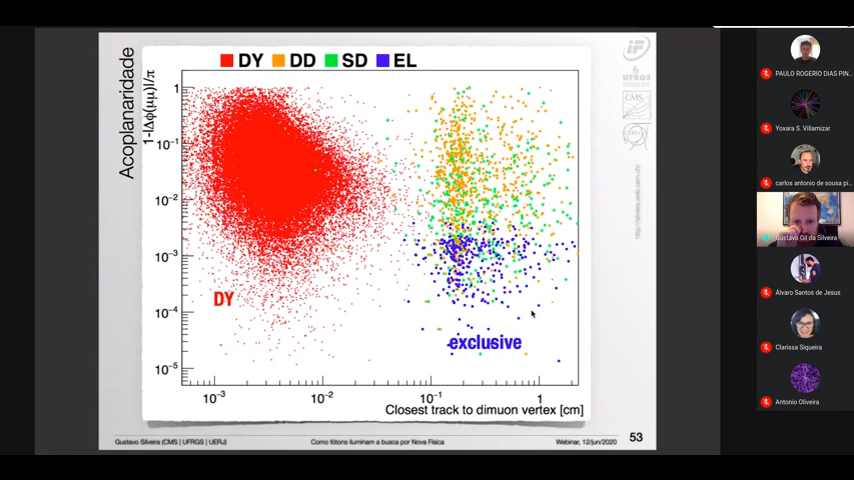 DY DD SD EL
Acoplanaridade
1-|Δφ(μμ)|/π
1
10⁻¹
10⁻²
10⁻³
10⁻⁴
10⁻⁵
DY
exclusive
10⁻³ 10⁻² 10⁻¹ 1
Closest track to dimuon vertex [cm]
iF
UFRGS
CMS
Gustavo Silveira (CMS | UFRGS | UERJ) Como fótons iluminam a busca por Nova Física Webinar, 12/jun/2020 53
PAULO ROGERIO DIAS PIN...
Yoxara S. Villamizar
carlos antonio de sousa pi...
Gustavo Gil da Silveira
Álvaro Santos de Jesus
Clarissa Siqueira
Antonio Oliveira